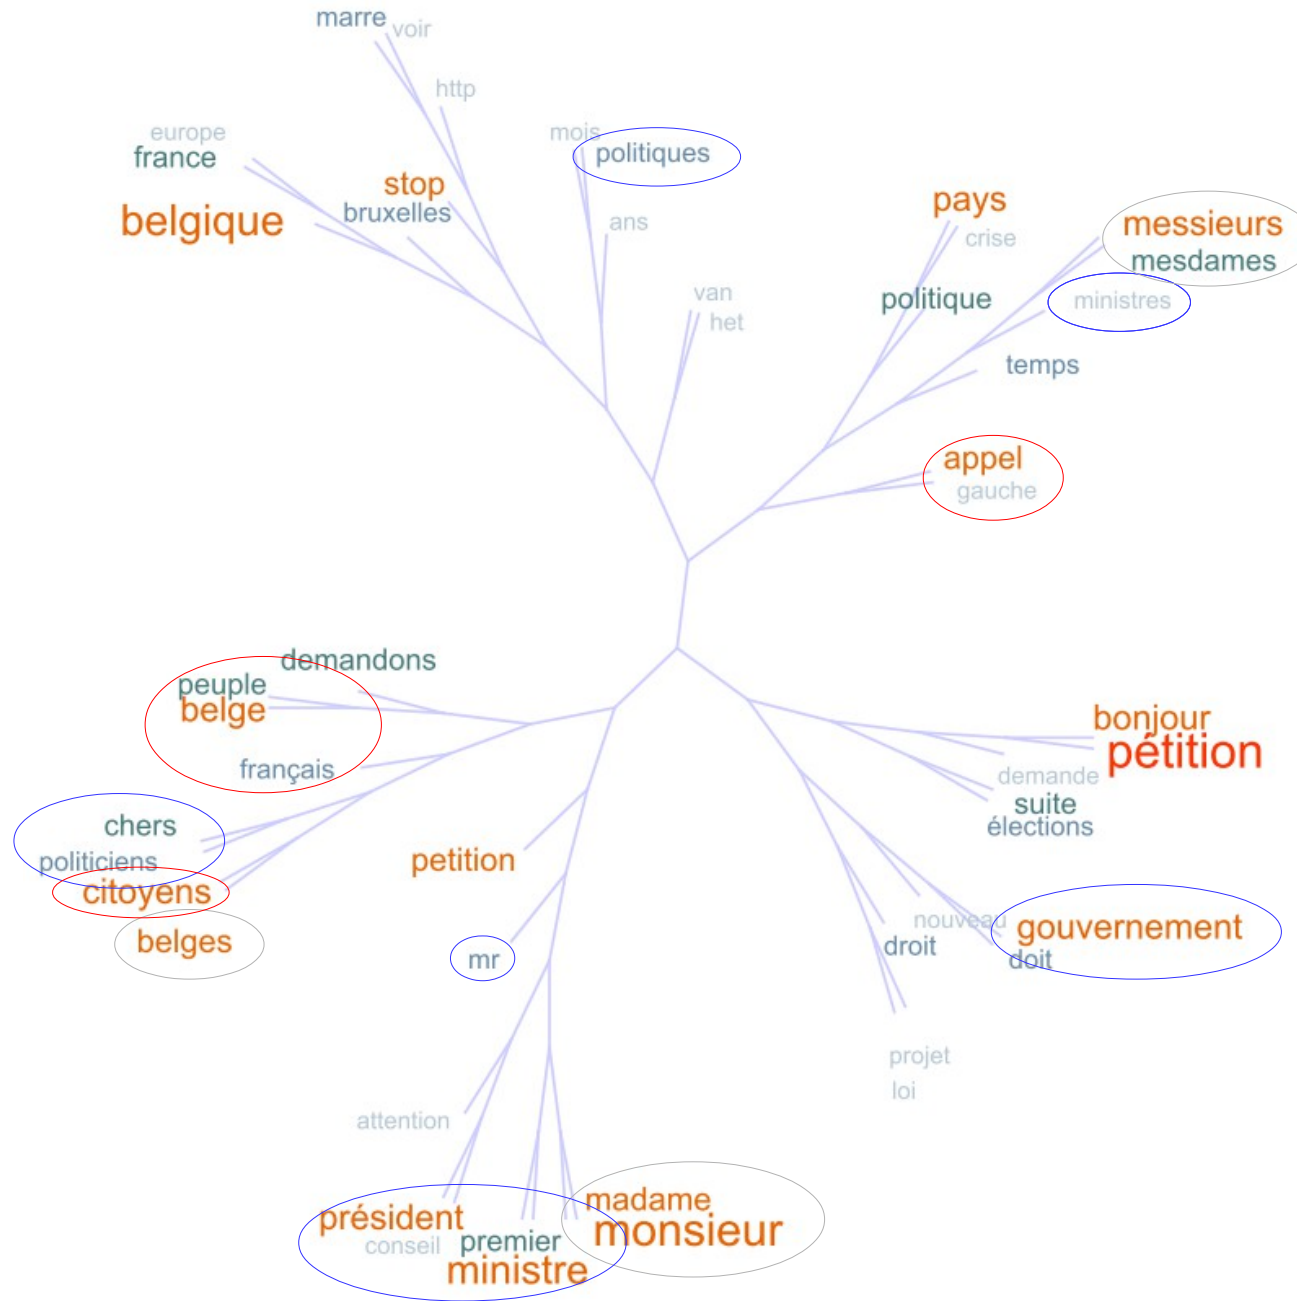 marre
voir
http
europe
france
mois
politiques
stop
bruxelles
belgique
ans
pays
crise
messieurs
mesdames
ministres
politique
van
het
temps
appel
gauche
demandons
peuple
belge
français
chers
politiciens
citoyens
belges
petition
mr
bonjour
pétition
demande
suite
élections
nouveau
gouvernement
droit
doit
projet
loi
attention
président
conseil
premier
ministre
madame
monsieur